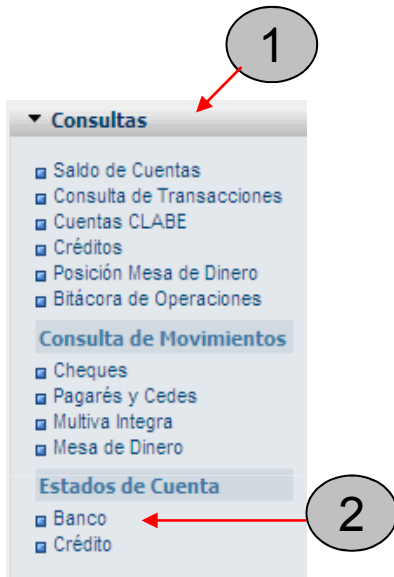 1
Consultas
Saldo de Cuentas
Consulta de Transacciones
Cuentas CLABE
Créditos
Posición Mesa de Dinero
Bitácora de Operaciones
Consulta de Movimientos
Cheques
Pagarés y Cedes
Multiva Integra
Mesa de Dinero
Estados de Cuenta
Banco
2
Crédito